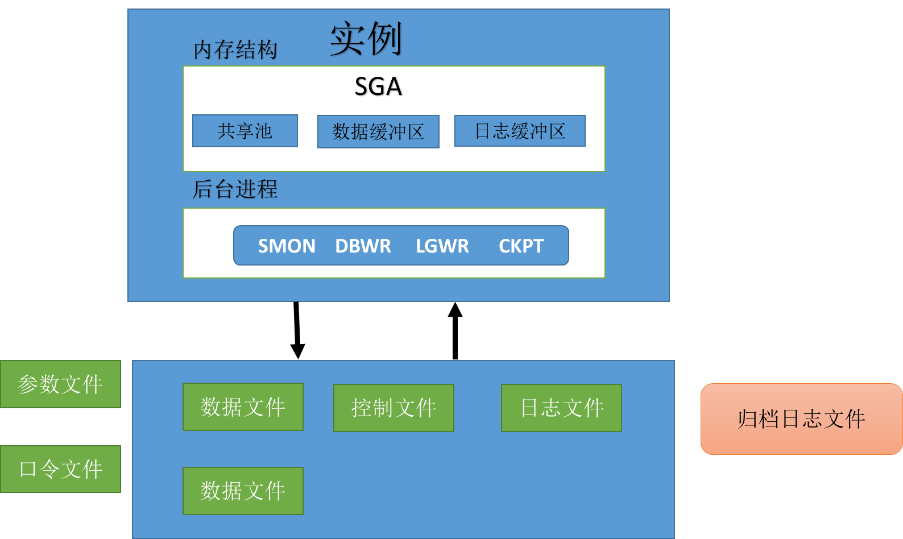 实例
内存结构
SGA
共享池
数据缓冲区
日志缓冲区
后台进程
SMON DBWR LGWR CKPT
参数文件
口令文件
数据文件
控制文件
日志文件
数据文件
归档日志文件